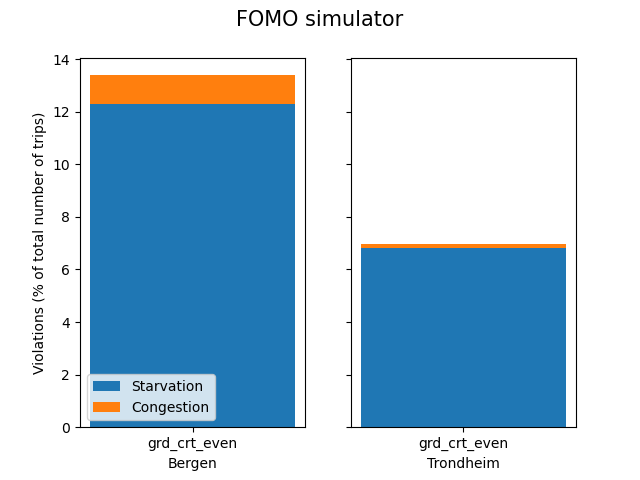 FOMO simulator
Violations (% of total number of trips)
14
12
10
8
6
4
2
0
Starvation
Congestion
grd_crt_even
Bergen
grd_crt_even
Trondheim